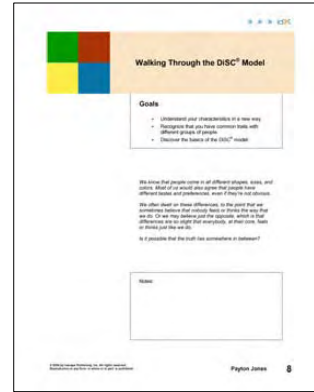 Walking Through the DiSC® Model
Goals
• Understand your characteristics in a new way.
• Recognize that you have common traits with
different groups of people.
• Discover the basics of the DiSC® model.
We know that people come in all different shapes, sizes, and
colors. Most of us would also agree that people have
different tastes and preferences, even if they're not obvious.
We often dwell on these differences, to the point that we
sometimes believe that nobody feels or thinks the way that
we do. Or we may believe just the opposite, which is that
differences are so slight that everybody, at their core, feels
or thinks just like we do.
Is it possible that the truth lies somewhere in between?
Notes:
Payton Jones 8